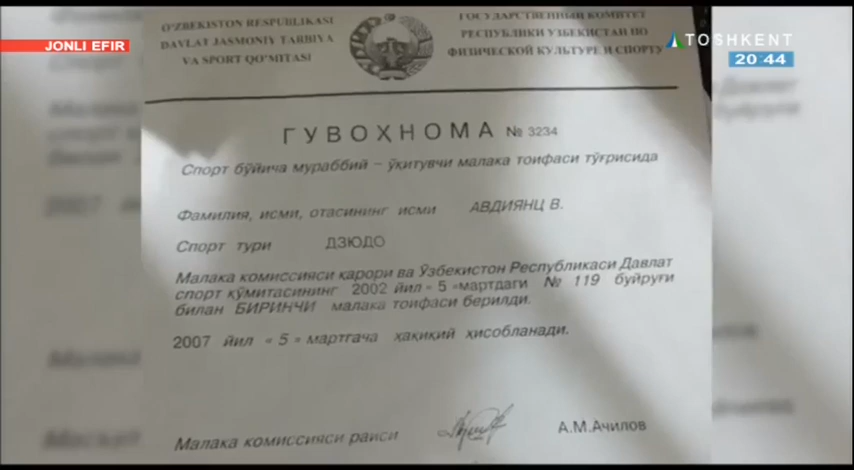 JONLI EFIR
TOSHKENT
20:44
O'ZBEKISTON RESPUBLIKASI
DAVLAT JASMONIY TARBIYA
VA SPORT QO'MITASI
ГОСУДАРСТВЕННЫЙ КОМИТЕТ
РЕСПУБЛИКИ УЗБЕКИСТАН ПО
ФИЗИЧЕСКОЙ КУЛЬТУРЕ И СПОРТУ
ГУВОҲНОМА № 3234
Спорт бўйича мураббий – ўқитувчи малака тоифаси тўғрисида
Фамилия, исми, отасининг исми АВДИЯНЦ В.
Спорт тури ДЗЮДО
Малака комиссияси қарори ва Ўзбекистон Республикаси Давлат
спорт қўмитасининг 2002 йил « 5 »мартдаги № 119 буйруғи
билан БИРИНЧИ малака тоифаси берилди.
2007 йил « 5 » мартгача ҳақиқий ҳисобланади.
Малака комиссияси раиси А.М.Ачилов